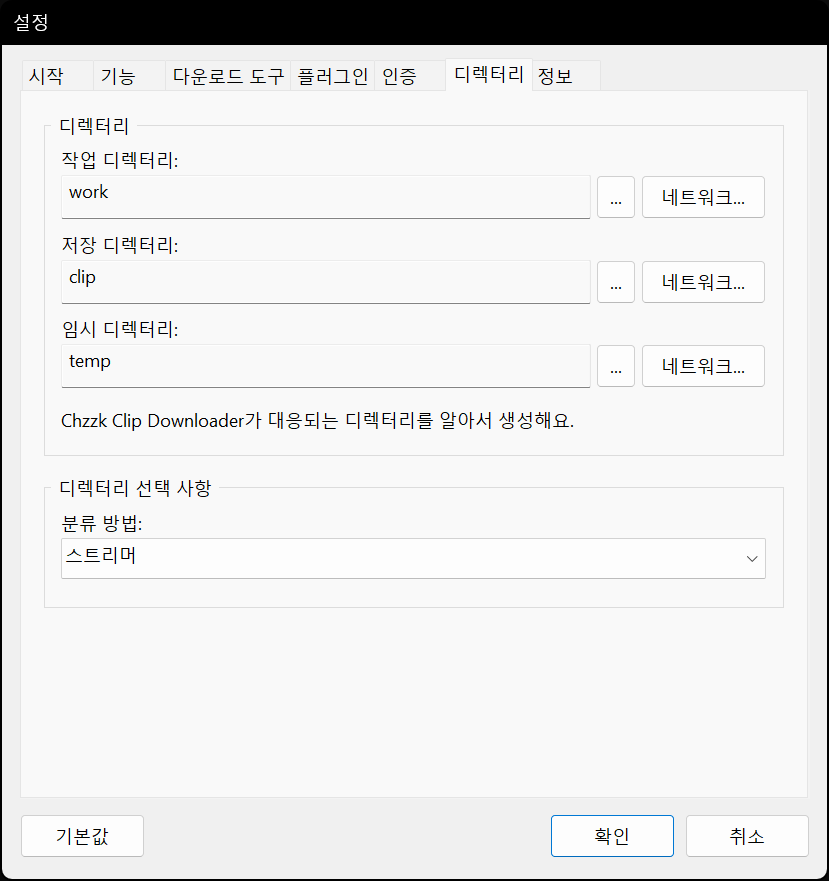 설정
시작 기능 다운로드 도구 플러그인 인증 디렉터리 정보
디렉터리
작업 디렉터리:
work ... 네트워크...
저장 디렉터리:
clip ... 네트워크...
임시 디렉터리:
temp ... 네트워크...
Chzzk Clip Downloader가 대응되는 디렉터리를 알아서 생성해요.
디렉터리 선택 사항
분류 방법:
스트리머
기본값 확인 취소